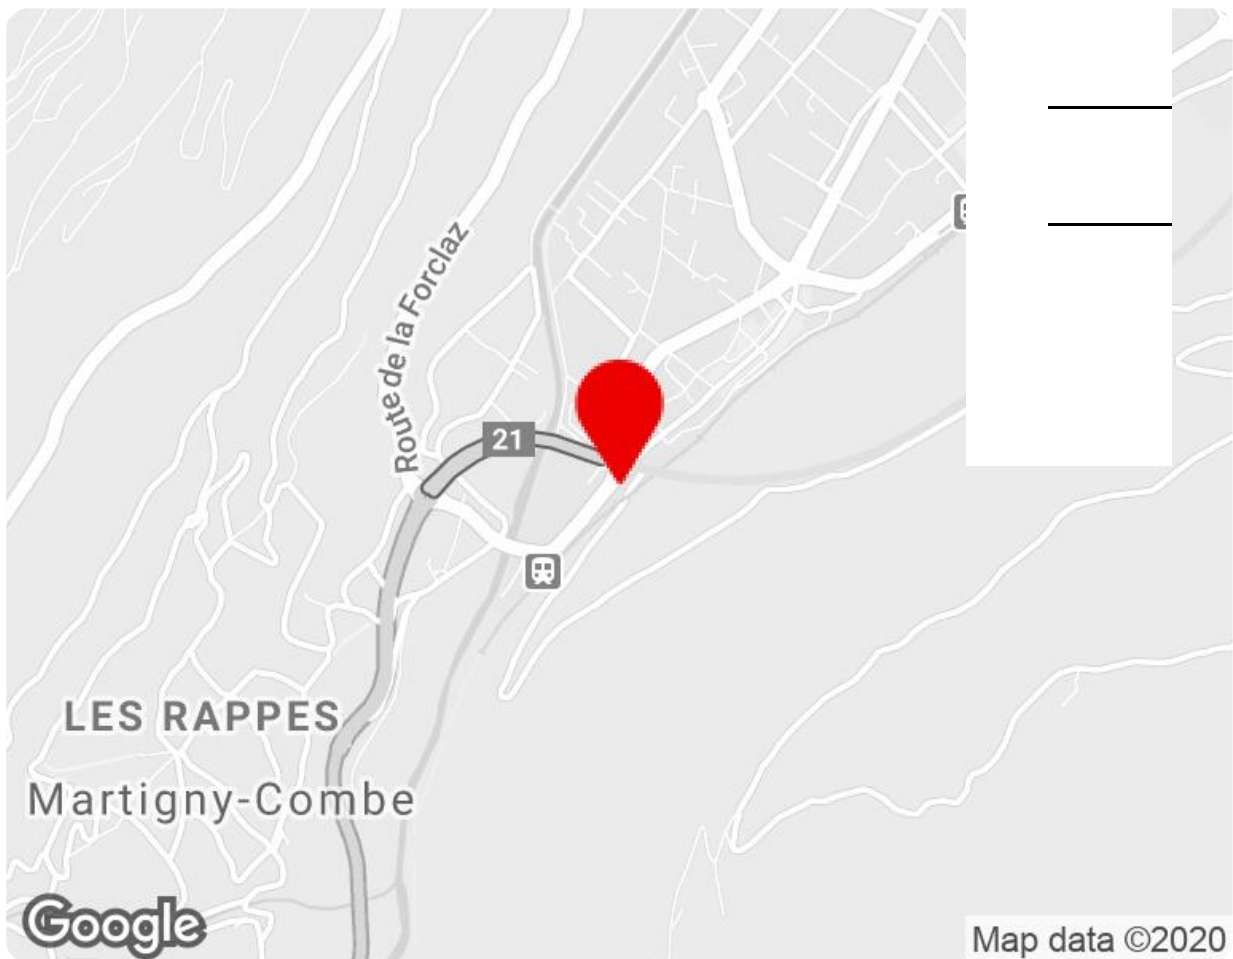 Route de la Forclaz
21
LES RAPPES
Martigny-Combe
Google
Map data ©2020